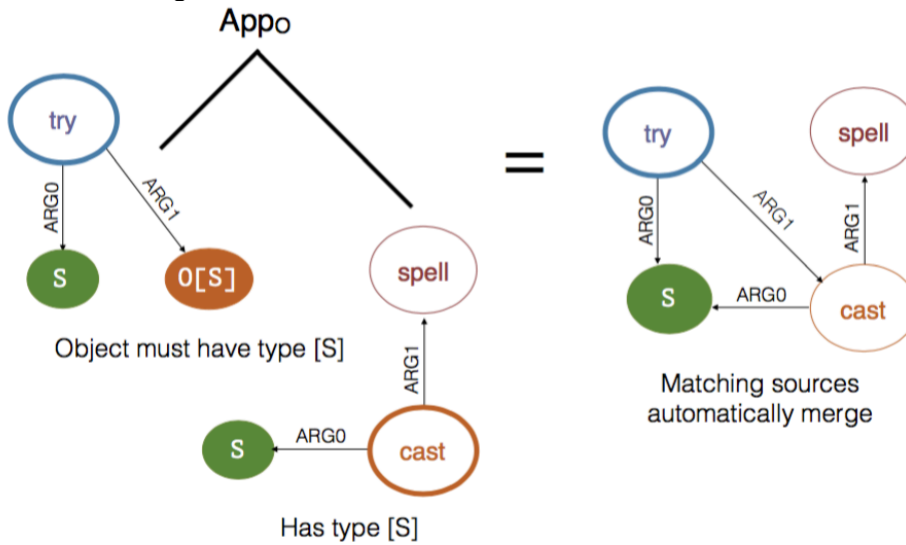 App_O
try
ARG0
ARG1
S
O[S]
Object must have type [S]
spell
ARG1
S
ARG0
cast
Has type [S]
=
try
spell
ARG0
ARG1
ARG1
S
ARG0
cast
Matching sources
automatically merge